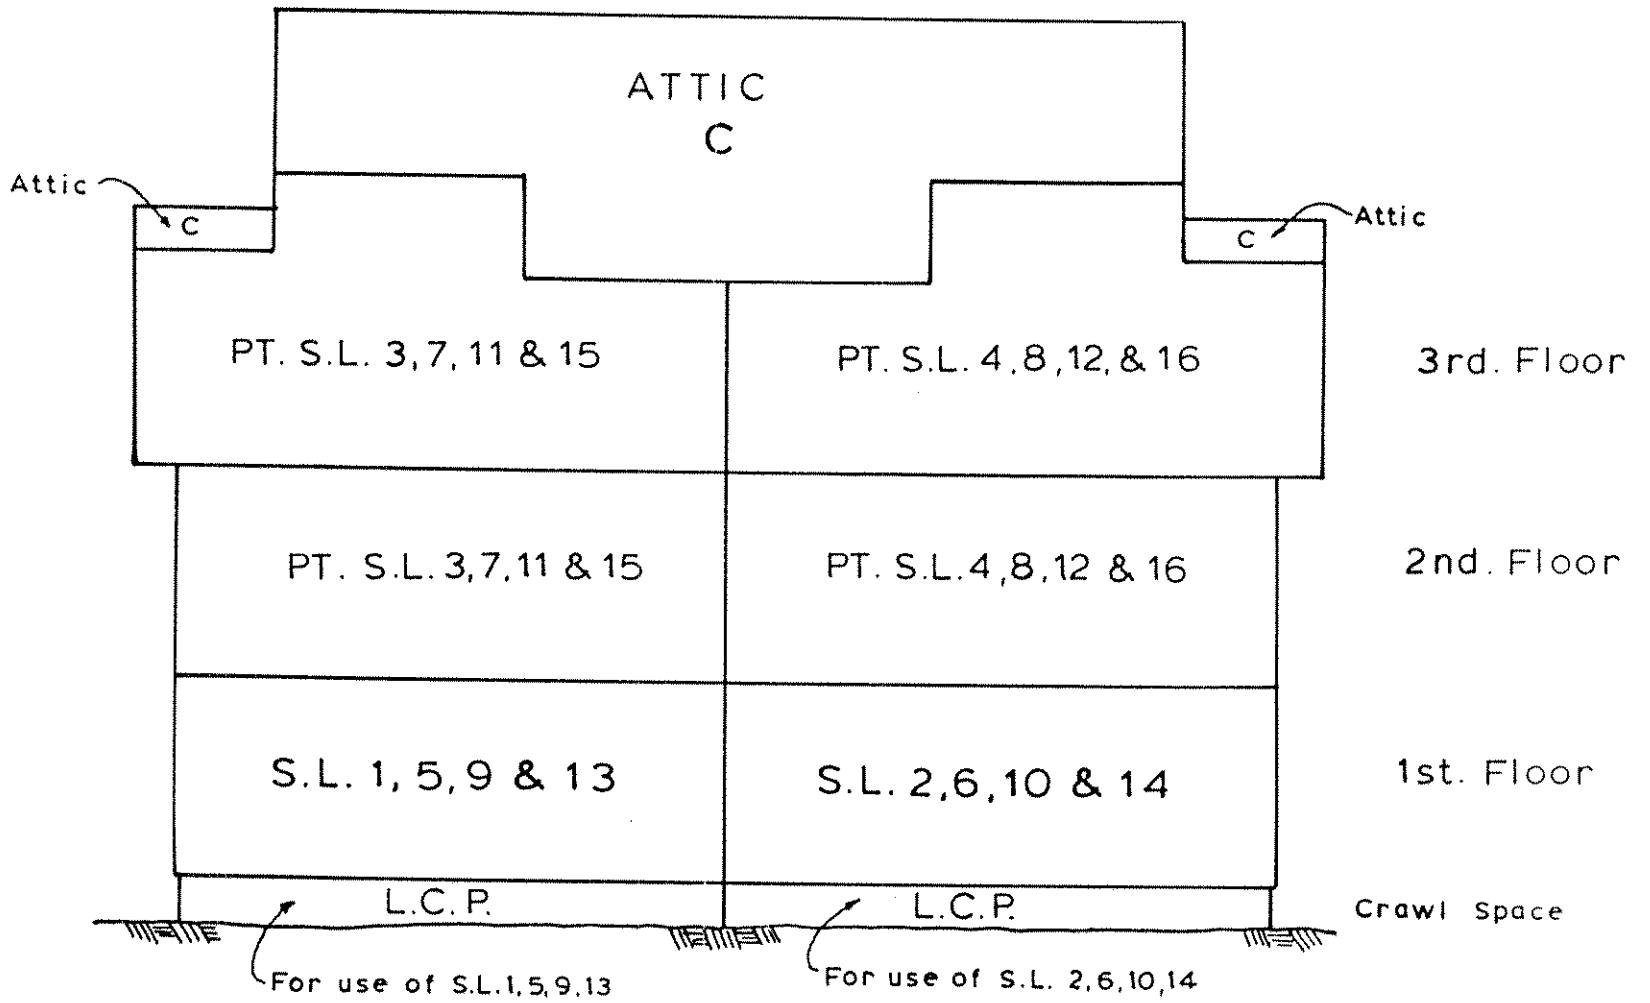 ATTIC
C
Attic
C
Attic
C
PT. S.L. 3, 7, 11 & 15
PT. S.L. 4, 8, 12, & 16
3rd. Floor
PT. S.L. 3, 7, 11 & 15
PT. S.L. 4, 8, 12 & 16
2nd. Floor
S.L. 1, 5, 9 & 13
S.L. 2, 6, 10 & 14
1st. Floor
L.C.P.
L.C.P.
Crawl Space
For use of S.L. 1, 5, 9, 13
For use of S.L. 2, 6, 10, 14